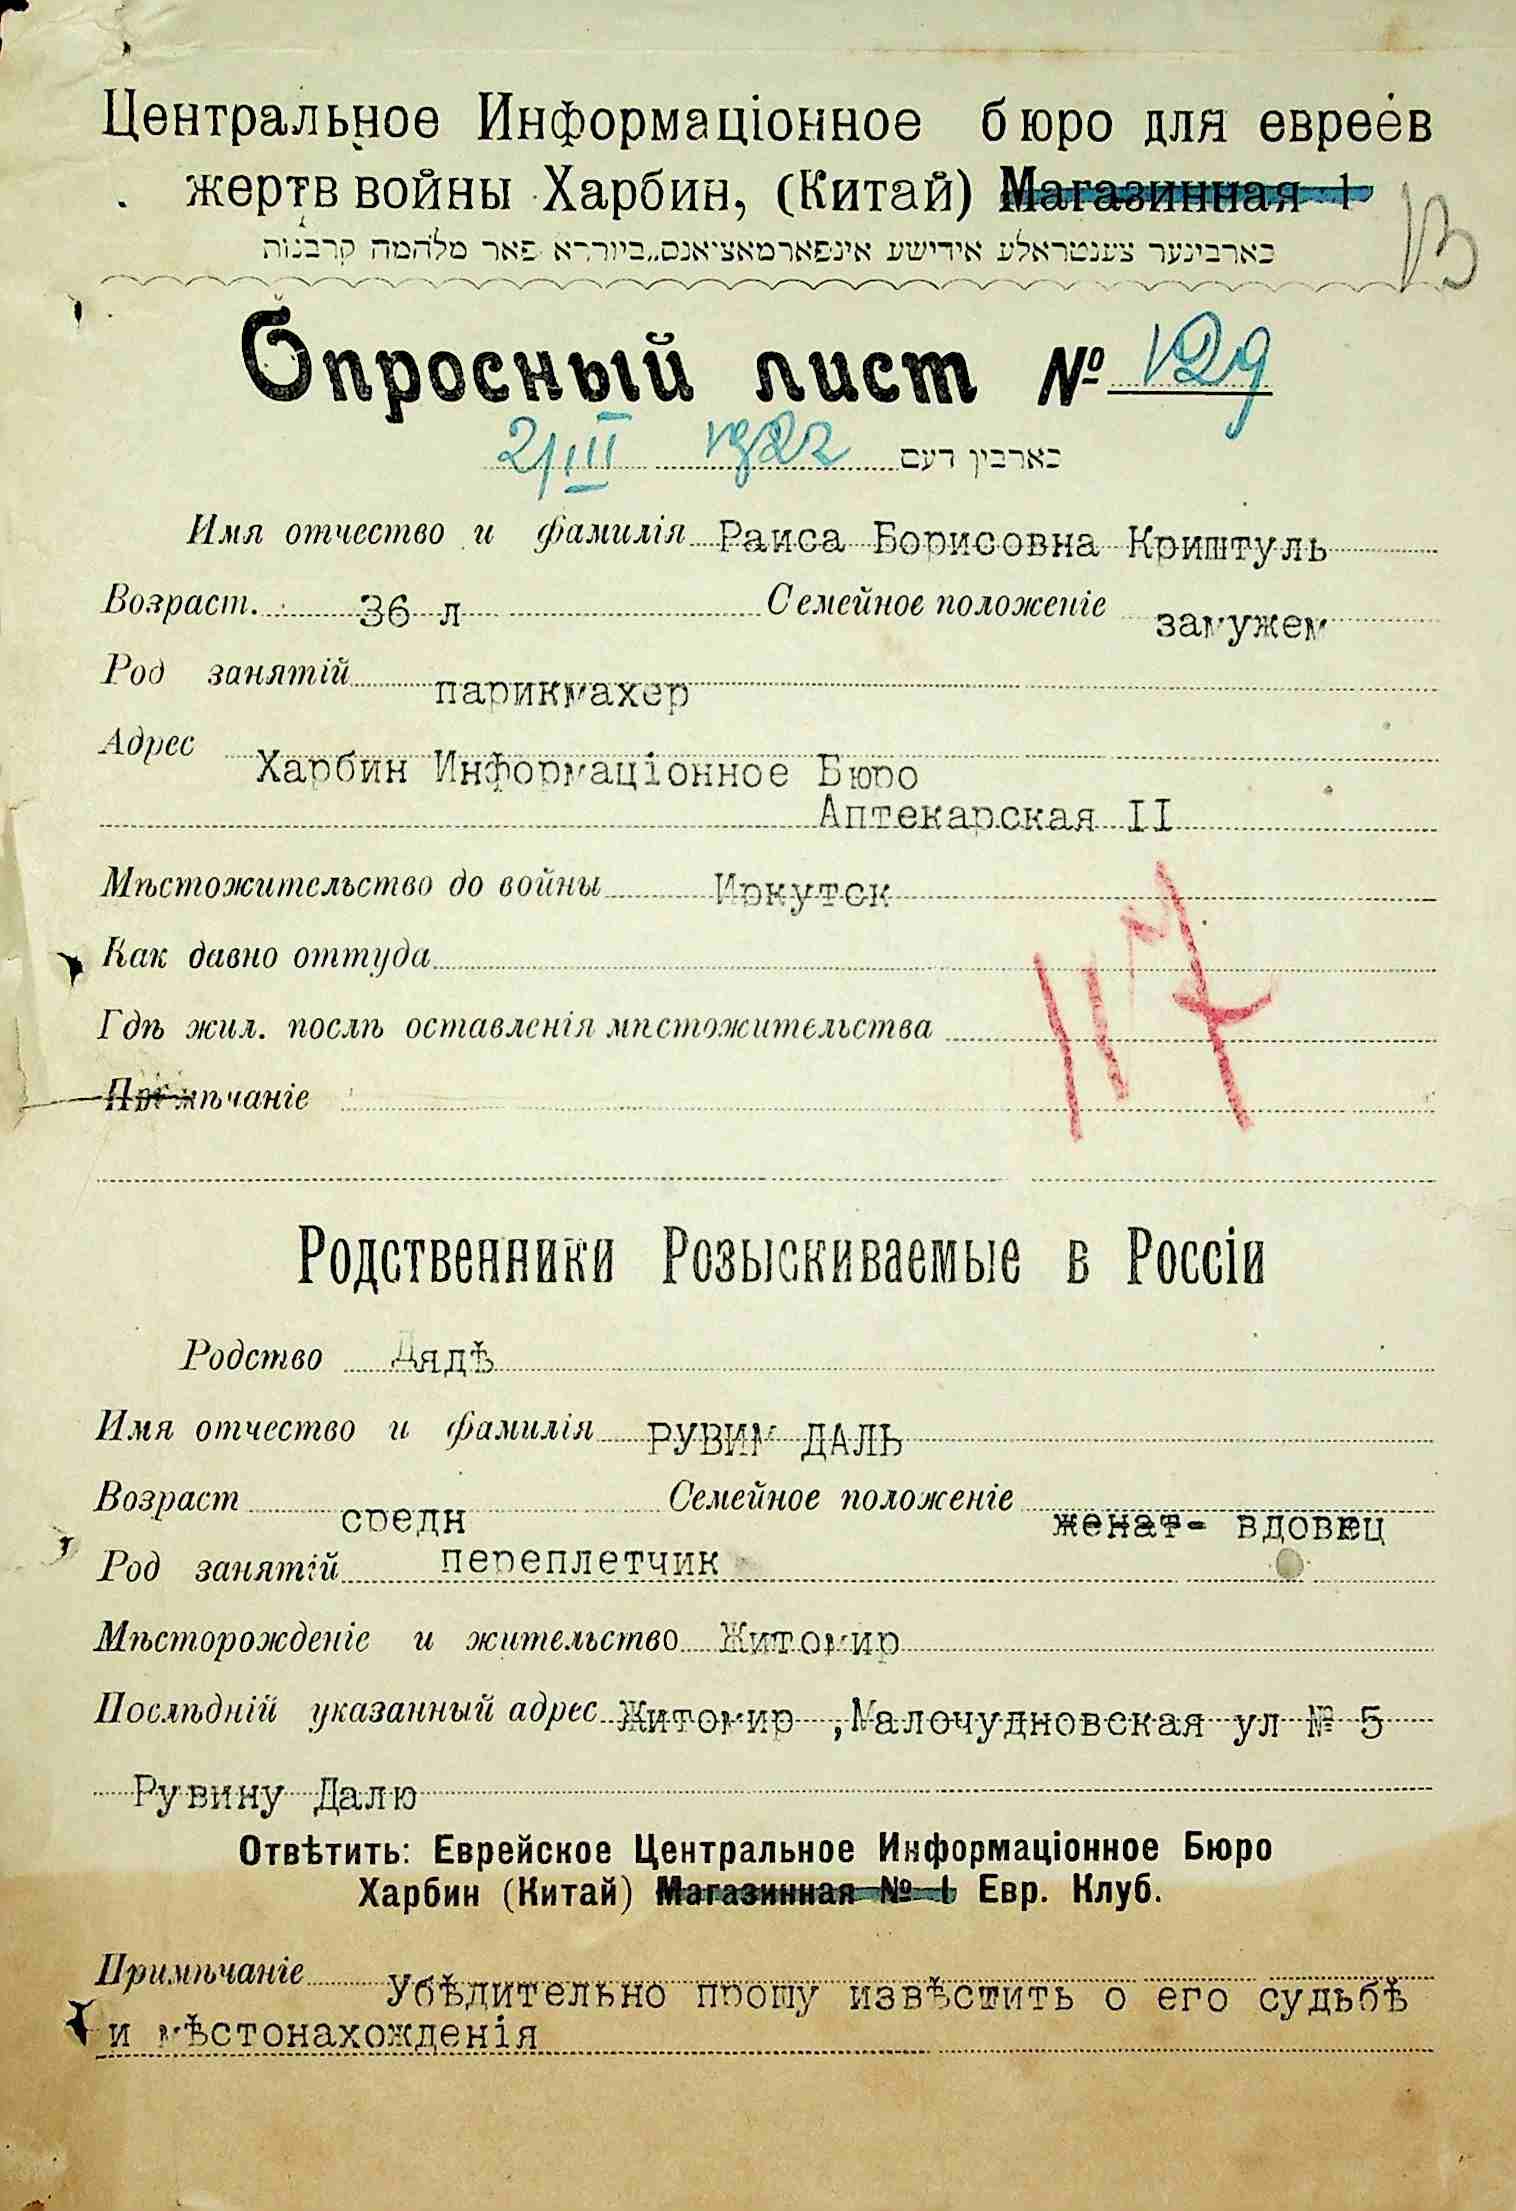 Центральное Информаціонное бюро для евреев
жертв войны Харбин, (Китай) Магазинная 1
כארבינער צענטראלע אידישע אינפארמאציאנס„ביוררא פאר מלחמה קרבנות
В
Опросный лист № 129
2/III 1922 כארבין דעם
Имя отчество и фамилія Раиса Борисовна Криштуль
Возраст. 36 л Семейное положеніе замужем
Род занятій парикмахер
Адрес Харбин Информаціонное Бюро
Аптекарская II
Мѣстожительство до войны Иркутск
Как давно оттуда
Гдѣ жил. послѣ оставленія мѣстожительства
Примѣчаніе
117
Родственники Розыскиваемые в Россіи
Родство Дядѣ
Имя отчество и фамилія РУВИМ ДАЛЬ
Возраст средн Семейное положеніе женат- вдовец
Род занятій переплетчик
Мѣсторожденіе и жительство Житомир
Послѣдній указанный адрес Житомир ,Малочудновская ул № 5
Рувину Далю
Отвѣтить: Еврейское Центральное Информаціонное Бюро
Харбин (Китай) Магазинная № 1 Евр. Клуб.
Примѣчаніе Убѣдительно прошу извѣстить о его судьбѣ
и мѣстонахожденія